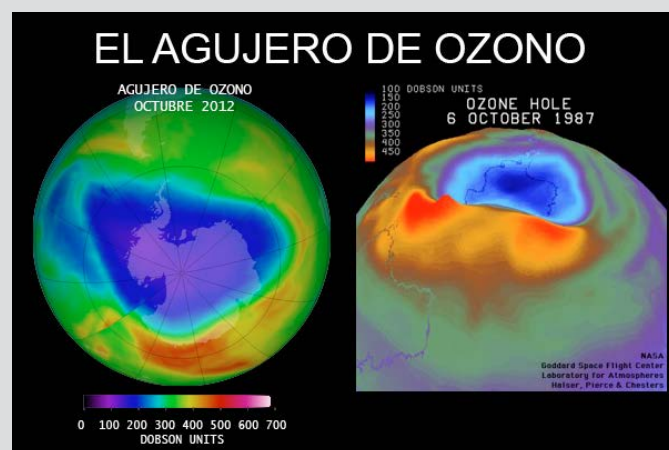 EL AGUJERO DE OZONO
AGUJERO DE OZONO
OCTUBRE 2012
0 100 200 300 400 500 600 700
DOBSON UNITS
100 DOBSON UNITS
150
200
250
300
350
400
450
OZONE HOLE
6 OCTOBER 1987
NASA
Goddard Space Flight Center
Laboratory for Atmospheres
Heiser, Pierce & Chesters